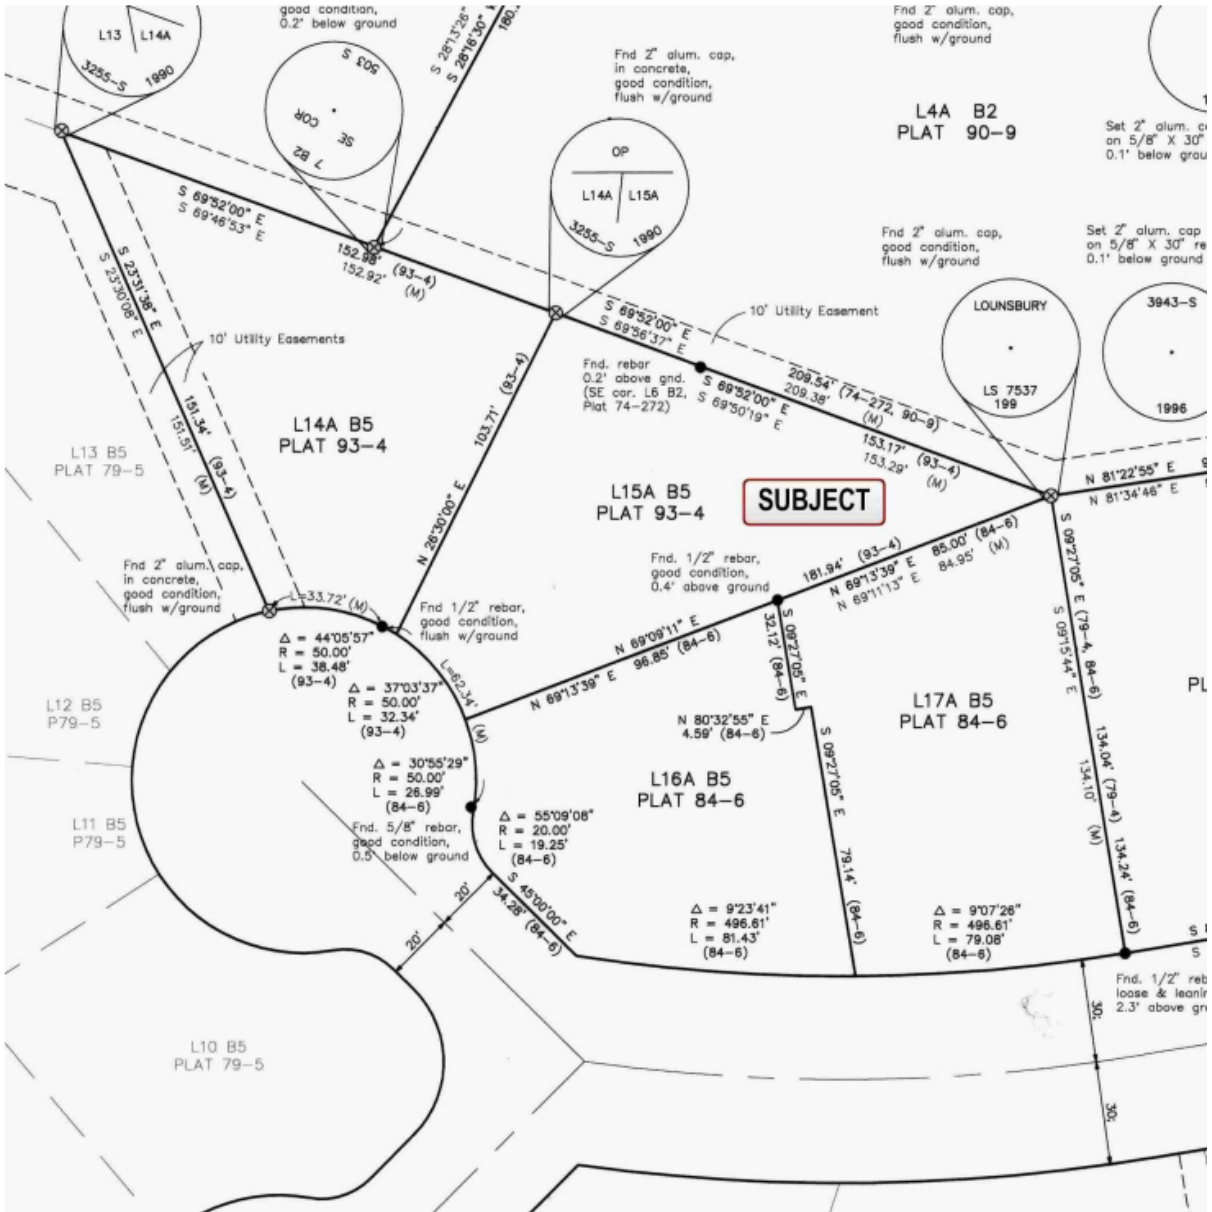 good condition,
0.2' below ground
L13
L14A
3255-S
1990
503 S
SE
COR
7 B2
S 28°13'26"
S 28°16'30"
180.
Fnd 2" alum. cap,
in concrete,
good condition,
flush w/ground
Fnd 2" alum. cap,
good condition,
flush w/ground
L4A B2
PLAT 90-9
Set 2" alum. c
on 5/8" X 30"
0.1' below grou
OP
L14A
L15A
3255-S
1990
S 69°52'00" E
S 69°46'53" E
152.98' (93-4)
152.92' (M)
Fnd 2" alum. cap,
good condition,
flush w/ground
Set 2" alum. cap
on 5/8" X 30" re
0.1' below ground
LOUNSBURY
LS 7537
199
3943-S
1996
S 23°31'38" E
S 23°30'08" E
10' Utility Easements
151.34' (93-4)
151.51' (M)
S 69°52'00" E
S 69°56'37" E
10' Utility Easement
Fnd. rebar
0.2' above gnd.
(SE cor. L6 B2,
Plat 74-272)
S 69°52'00" E
S 69°50'19" E
209.54' (74-272, 90-9)
209.38' (M)
153.17' (93-4)
153.29' (M)
103.71' (93-4)
N 26°30'00" E
L14A B5
PLAT 93-4
L13 B5
PLAT 79-5
L15A B5
PLAT 93-4
SUBJECT
N 81°22'55" E
N 81°34'46" E
Fnd 2" alum. cap,
in concrete,
good condition,
flush w/ground
L=33.72' (M)
Fnd 1/2" rebar,
good condition,
flush w/ground
Fnd. 1/2" rebar,
good condition,
0.4' above ground
181.94' (93-4)
85.00' (84-6)
N 69°13'39" E
84.95' (M)
N 69°11'13" E
Δ = 44°05'57"
R = 50.00'
L = 38.48'
(93-4)
Δ = 37°03'37"
R = 50.00'
L = 32.34'
(93-4)
L=62.34' (M)
N 69°09'11" E
96.85' (84-6)
N 69°13'39" E
S 09°27'05" E
32.12' (84-6)
N 80°32'55" E
4.59' (84-6)
S 09°27'05" E
79.14' (84-6)
S 09°27'05" E (79-4, 84-6)
S 09°15'44" E
134.04' (79-4)
134.10' (M)
134.24' (84-6)
L17A B5
PLAT 84-6
PL
L12 B5
P79-5
L11 B5
P79-5
L16A B5
PLAT 84-6
Δ = 30°55'29"
R = 50.00'
L = 26.99'
(84-6)
Fnd. 5/8" rebar,
good condition,
0.5' below ground
Δ = 55°09'08"
R = 20.00'
L = 19.25'
(84-6)
S 45°00'00" E
34.28' (84-6)
20'
20'
Δ = 9°23'41"
R = 496.61'
L = 81.43'
(84-6)
Δ = 9°07'26"
R = 496.61'
L = 79.08'
(84-6)
S
S
Fnd. 1/2" reb
loose & leanin
2.3' above gr
30'
30'
L10 B5
PLAT 79-5